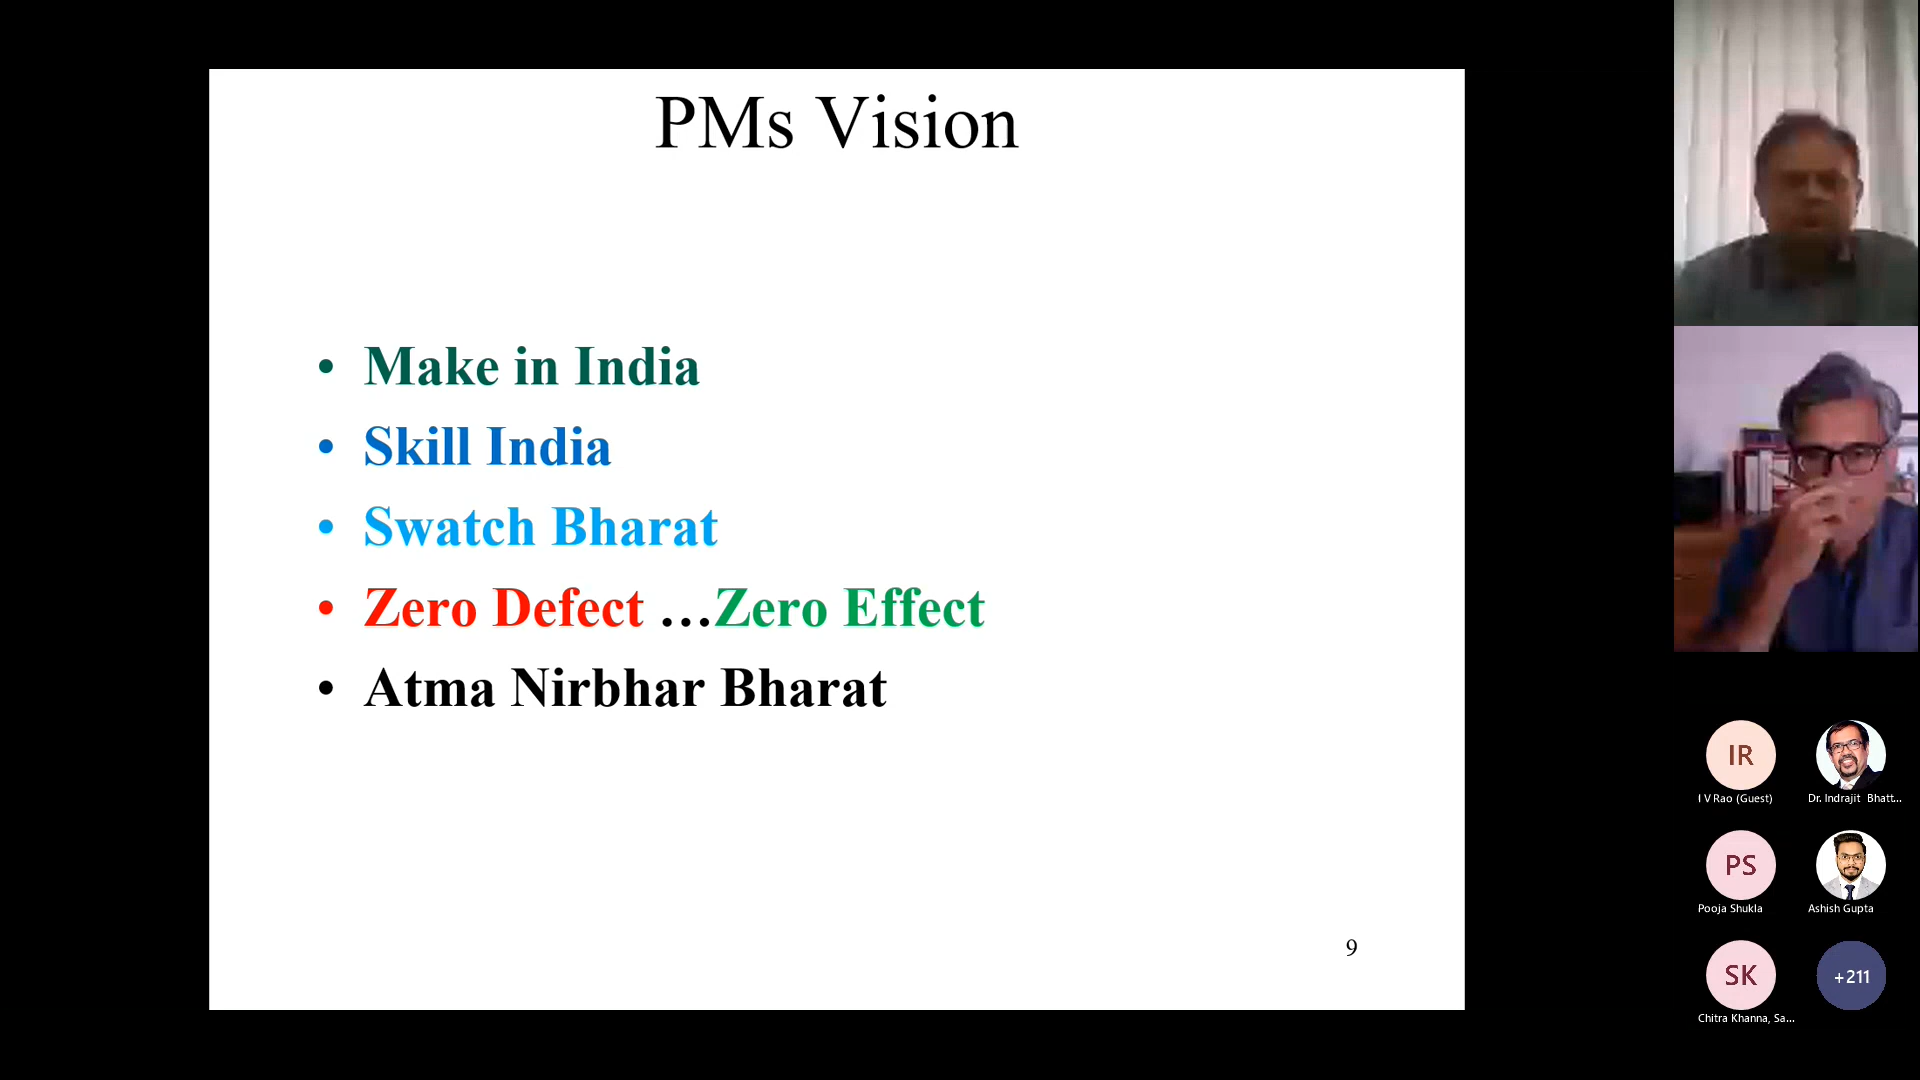 PMs Vision
• Make in India
• Skill India
• Swatch Bharat
• Zero Defect ...Zero Effect
• Atma Nirbhar Bharat
9
IR
I V Rao (Guest)
Dr. Indrajit Bhatt...
PS
Pooja Shukla
Ashish Gupta
SK
Chitra Khanna, Sa...
+211